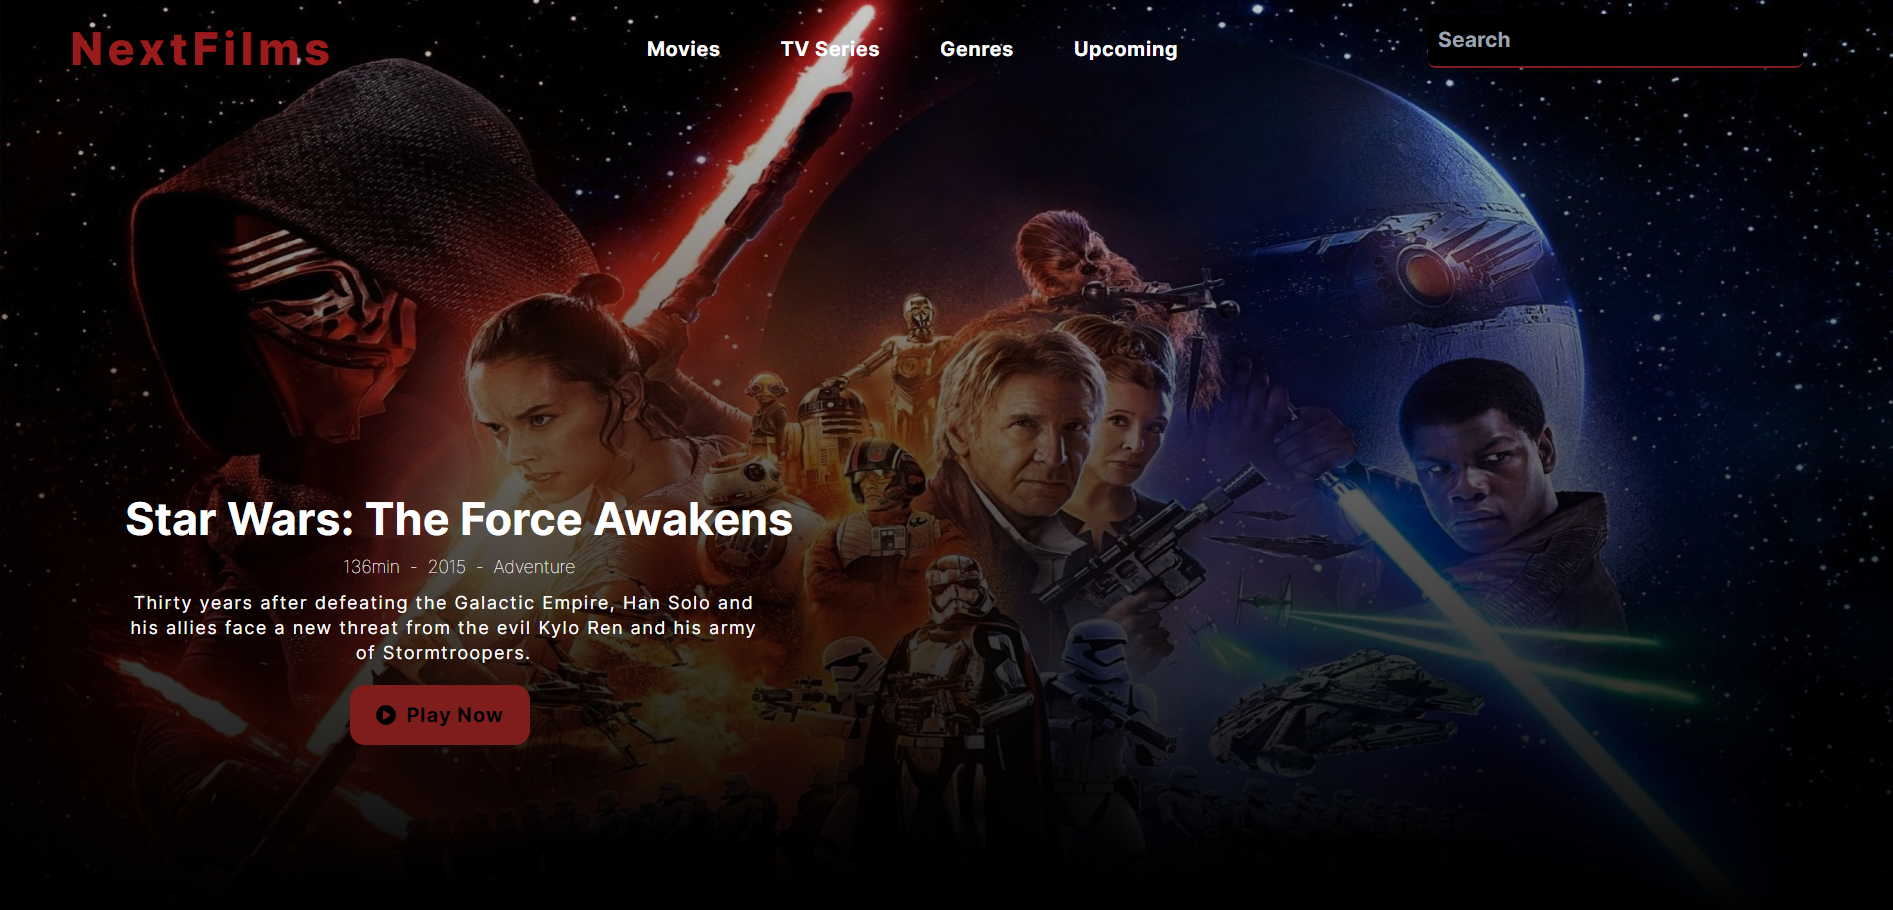 NextFilms
Movies
TV Series
Genres
Upcoming
Search
Star Wars: The Force Awakens
136min - 2015 - Adventure
Thirty years after defeating the Galactic Empire, Han Solo and
his allies face a new threat from the evil Kylo Ren and his army
of Stormtroopers.
Play Now